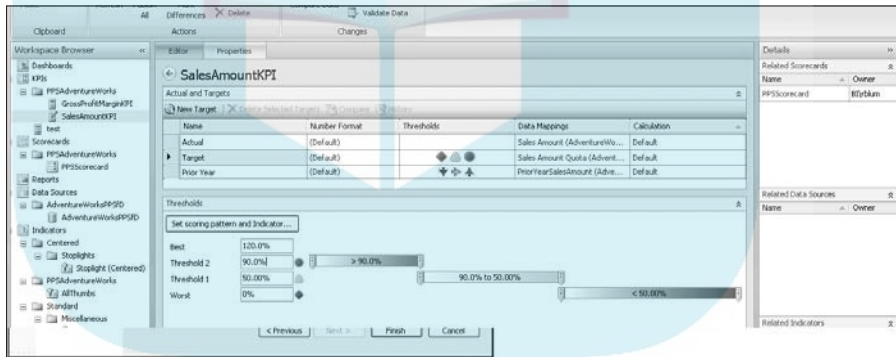 All Differences Delete Validate Data
Clipboard Actions Changes
Workspace Browser
Dashboards
KPIs
PPSAdventureWorks
GrossProfitMarginKPI
SalesAmountKPI
test
Scorecards
PPSAdventureWorks
PPSScorecard
Reports
Data Sources
AdventureWorksPPSFD
AdventureWorksPPSFD
Indicators
Centered
Stoplights
Stoplight (Centered)
PPSAdventureWorks
AllThumbs
Standard
Miscellaneous
Editor Properties
SalesAmountKPI
Actual and Targets
New Target Delete Selected Targets Compare History
Name Number Format Thresholds Data Mappings Calculation
Actual (Default) Sales Amount (AdventureWo... Default
Target (Default) Sales Amount Quota (Advent... Default
Prior Year (Default) PriorYearSalesAmount (Adve... Default
Thresholds
Set scoring pattern and Indicator...
Best 120.0%
Threshold 2 90.0% > 90.0%
Threshold 1 50.00% 90.0% to 50.00%
Worst 0% < 50.00%
< Previous Next > Finish Cancel
Details
Related Scorecards
Name Owner
PPSScorecard
Related Data Sources
Name Owner
Related Indicators